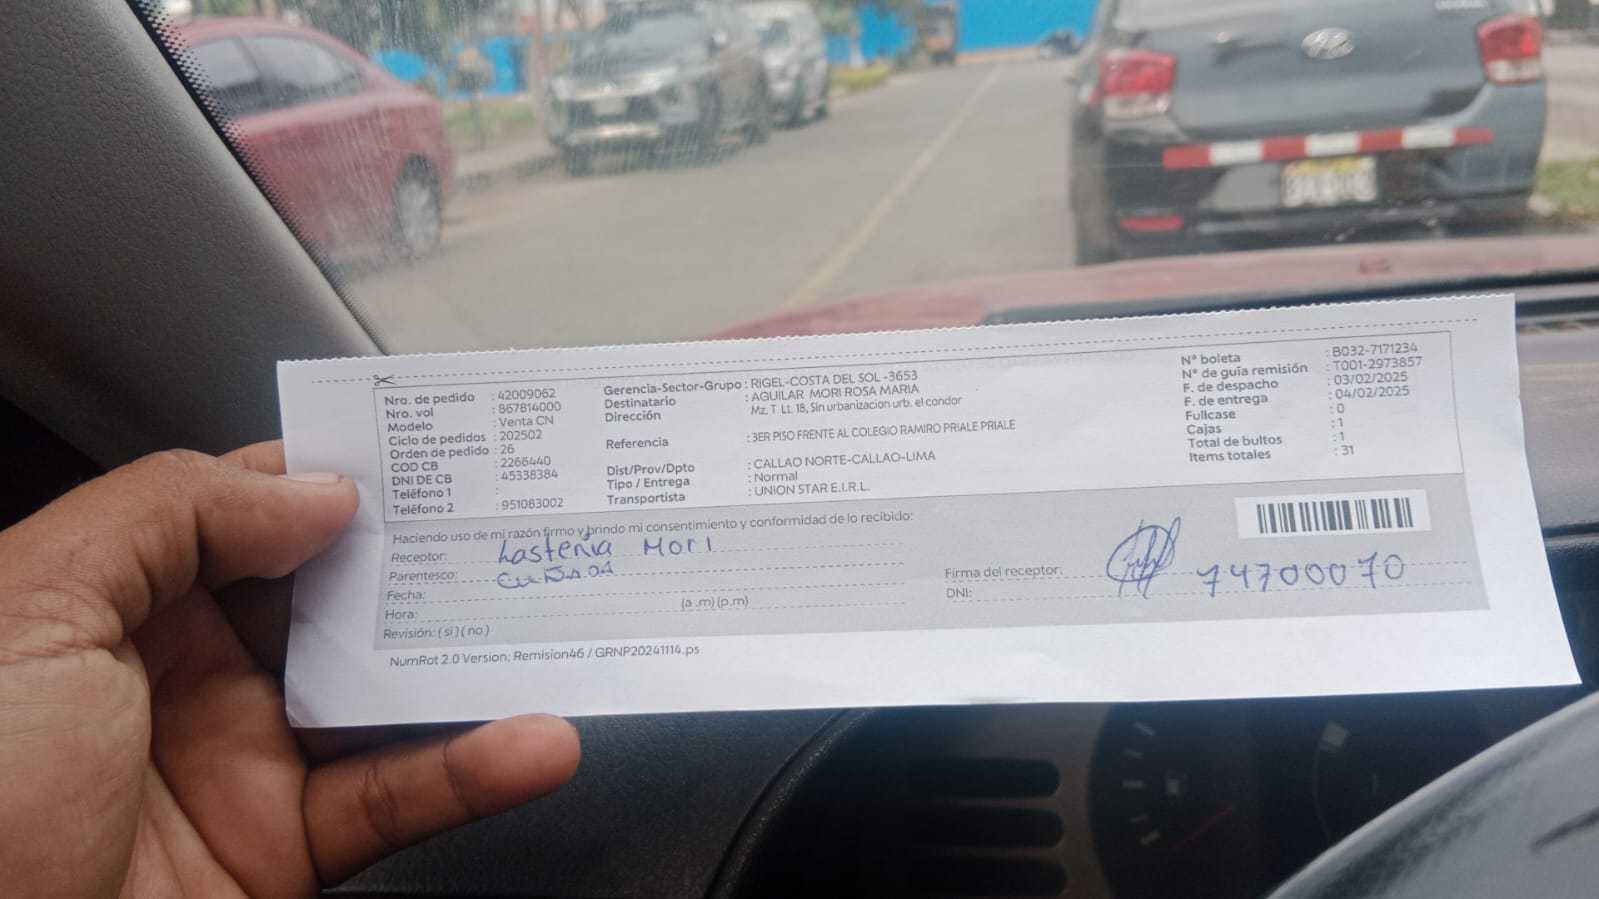 Nro. de pedido : 42009062
Nro. vol : 867814000
Modelo : Venta CN
Ciclo de pedidos : 202502
Orden de pedido : 26
COD CB : 2266440
DNI DE CB : 45338384
Teléfono 1 :
Teléfono 2 : 951083002
Gerencia-Sector-Grupo : RIGEL-COSTA DEL SOL -3653
Destinatario : AGUILAR MORI ROSA MARIA
Dirección Mz. T Lt. 18, Sin urbanizacion urb. el condor
Referencia : 3ER PISO FRENTE AL COLEGIO RAMIRO PRIALE PRIALE
Dist/Prov/Dpto : CALLAO NORTE-CALLAO-LIMA
Tipo / Entrega : Normal
Transportista : UNION STAR E.I.R.L.
N° boleta : B032-7171234
N° de guía remisión : T001-2973857
F. de despacho : 03/02/2025
F. de entrega : 04/02/2025
Fullcase : 0
Cajas : 1
Total de bultos : 1
Items totales : 31
Haciendo uso de mi razón firmo y brindo mi consentimiento y conformidad de lo recibido:
Receptor: Lastenia Mori
Parentesco:
Fecha:
Hora: (a .m) (p.m)
Revisión: ( si ) ( no )
Firma del receptor:
DNI: 74700070
NumRot 2.0 Version: Remision46 / GRNP20241114.ps